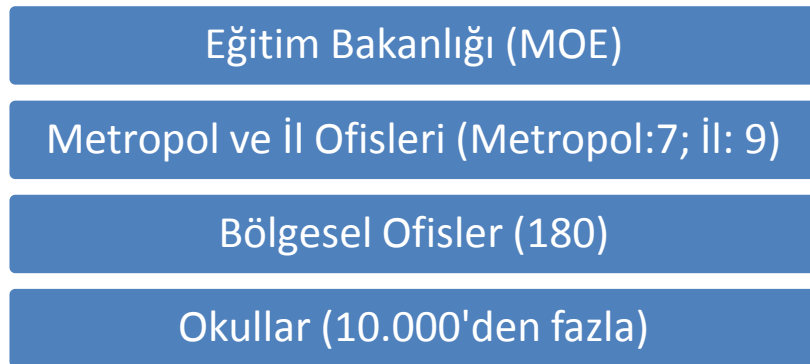 Eğitim Bakanlığı (MOE)
Metropol ve İl Ofisleri (Metropol:7; İl: 9)
Bölgesel Ofisler (180)
Okullar (10.000'den fazla)